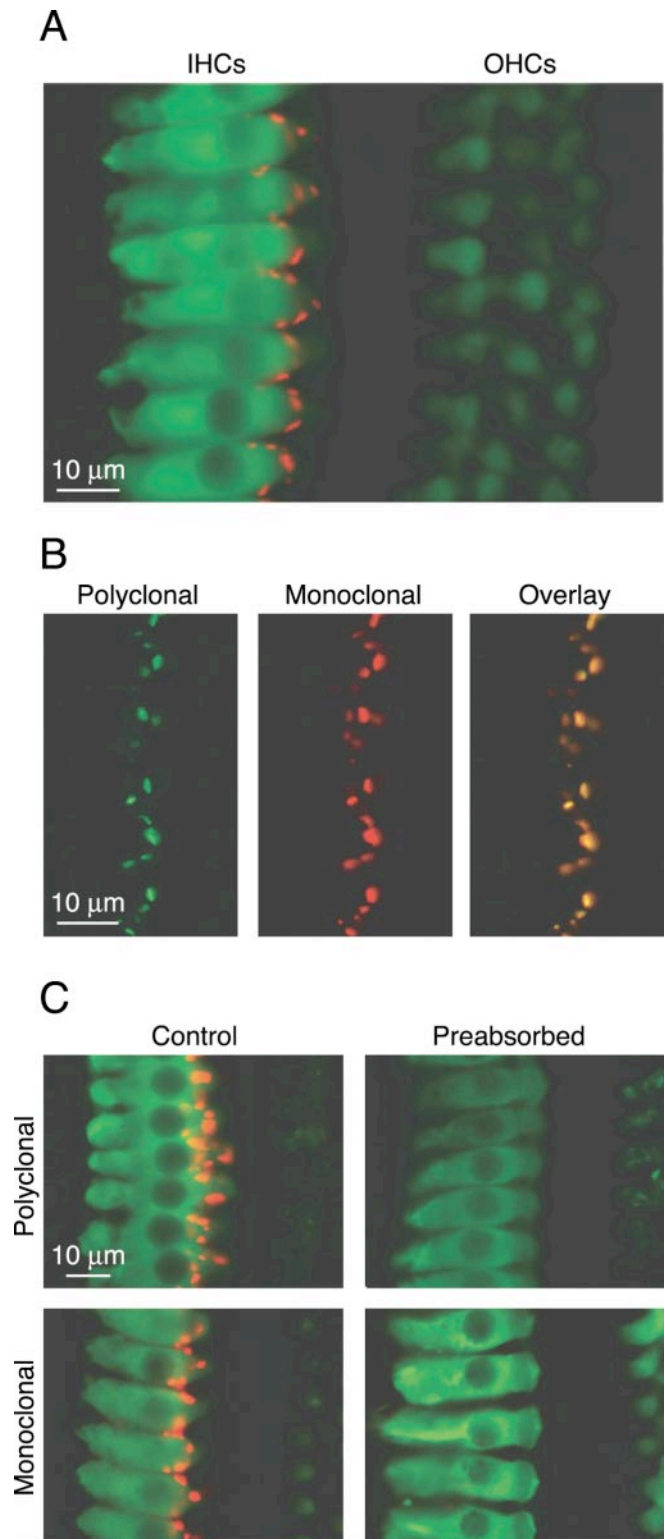 A
IHCs OHCs
10 μm
B
Polyclonal Monoclonal Overlay
10 μm
C
Control Preabsorbed
Polyclonal
10 μm
Monoclonal